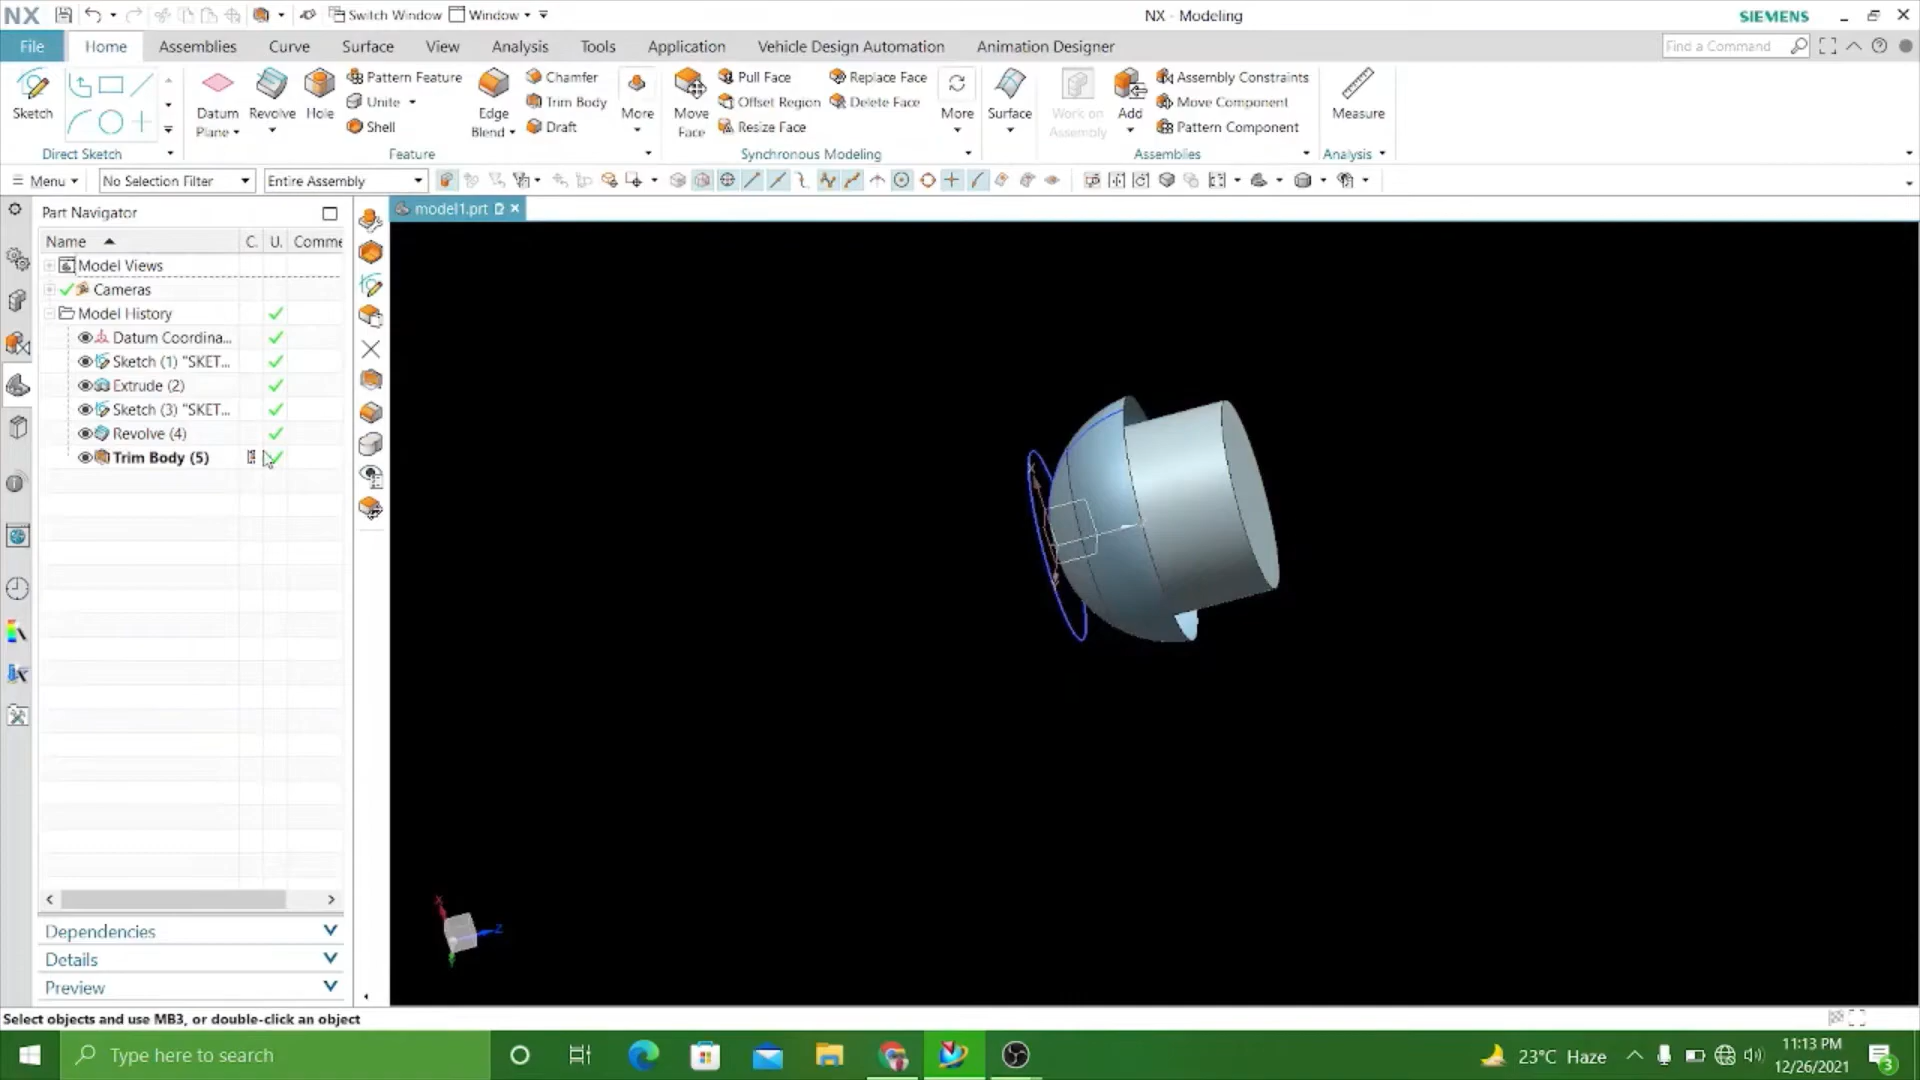 NX
Switch Window
Window
NX - Modeling
SIEMENS
File
Home
Assemblies
Curve
Surface
View
Analysis
Tools
Application
Vehicle Design Automation
Animation Designer
Find a Command
Sketch
Direct Sketch
Datum
Plane
Revolve
Hole
Pattern Feature
Unite
Shell
Edge
Blend
Chamfer
Trim Body
Draft
More
Feature
Move
Face
Pull Face
Offset Region
Resize Face
Replace Face
Delete Face
More
Synchronous Modeling
Surface
Work on
Assembly
Add
Assembly Constraints
Move Component
Pattern Component
Assemblies
Measure
Analysis
Menu
No Selection Filter
Entire Assembly
Part Navigator
model1.prt
Name
C.
U.
Comme
Model Views
Cameras
Model History
Datum Coordina...
Sketch (1) "SKET...
Extrude (2)
Sketch (3) "SKET...
Revolve (4)
Trim Body (5)
X
Z
Dependencies
Details
Preview
Select objects and use MB3, or double-click an object
Type here to search
23°C Haze
11:13 PM
12/26/2021
3